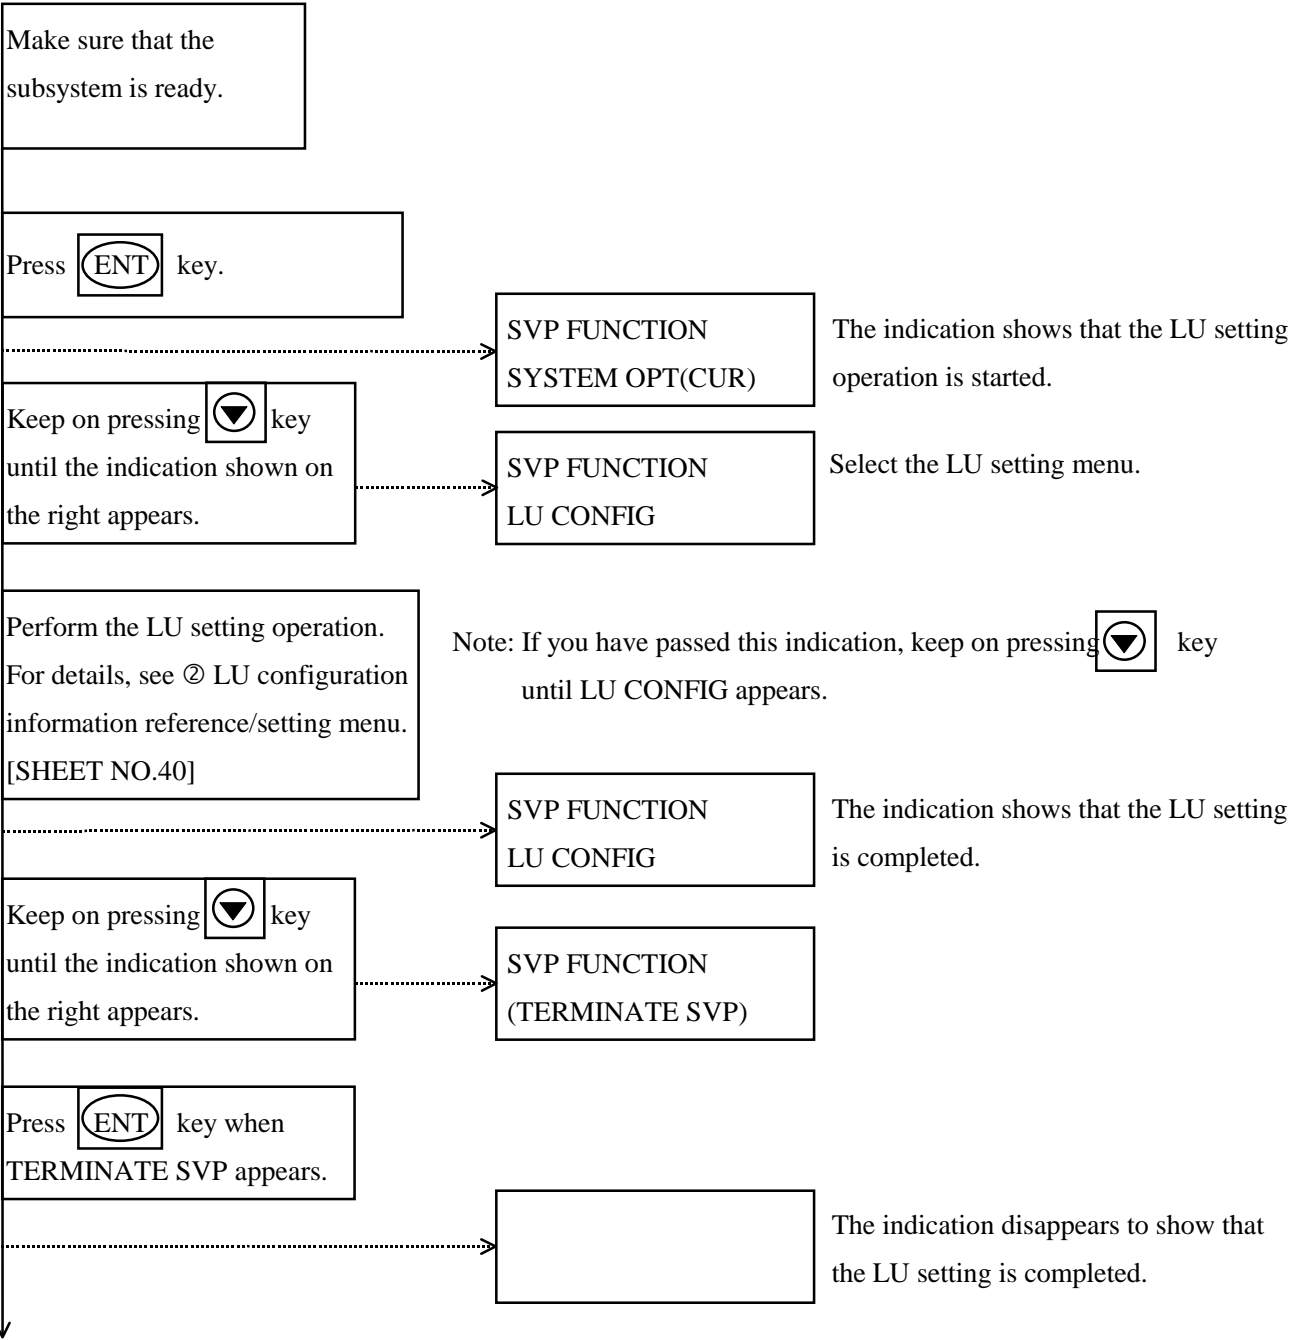 Make sure that the
subsystem is ready.
Press ENT key.
SVP FUNCTION
SYSTEM OPT(CUR)
The indication shows that the LU setting
operation is started.
Keep on pressing ▼ key
until the indication shown on
the right appears.
SVP FUNCTION
LU CONFIG
Select the LU setting menu.
Perform the LU setting operation.
For details, see ② LU configuration
information reference/setting menu.
[SHEET NO.40]
Note: If you have passed this indication, keep on pressing ▼ key
until LU CONFIG appears.
SVP FUNCTION
LU CONFIG
The indication shows that the LU setting
is completed.
Keep on pressing ▼ key
until the indication shown on
the right appears.
SVP FUNCTION
(TERMINATE SVP)
Press ENT key when
TERMINATE SVP appears.
The indication disappears to show that
the LU setting is completed.